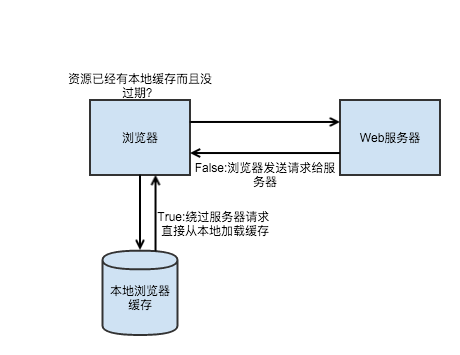 资源已经有本地缓存而且没
过期?
浏览器
Web服务器
False:浏览器发送请求给服
务器
True:绕过服务器请求
直接从本地加载缓存
本地浏览器
缓存